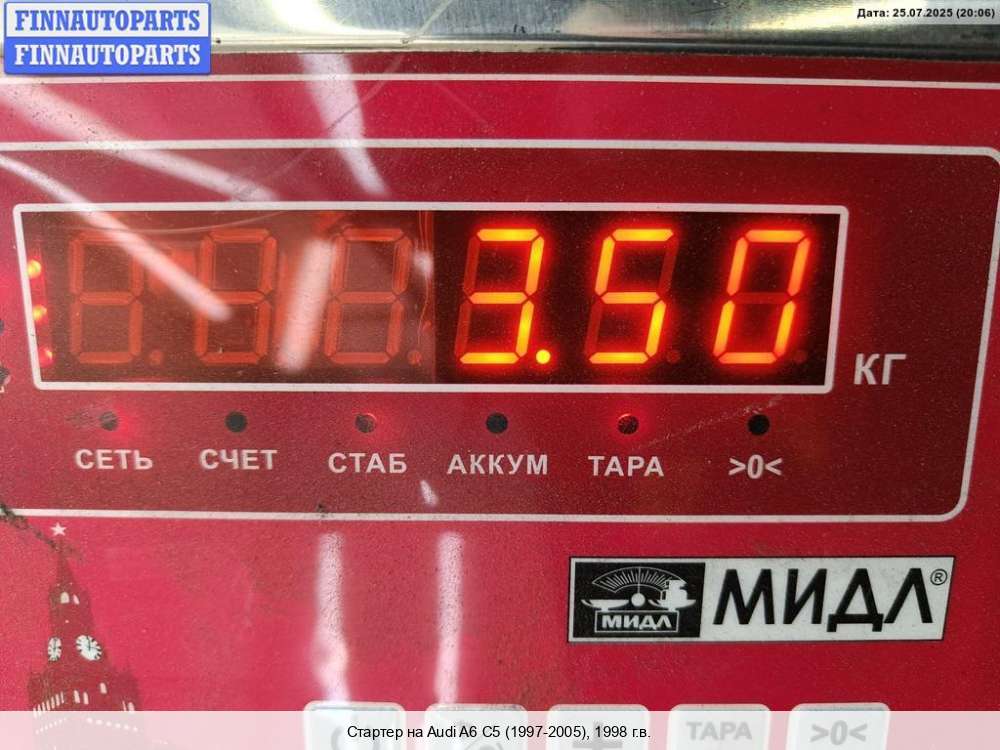 FINNAUTOPARTS
FINNAUTOPARTS
Дата: 25.07.2025 (20:06)
3.50
КГ
СЕТЬ СЧЕТ СТАБ АККУМ ТАРА >0<
МИДЛ МИДЛ®
ТАРА >0<
Стартер на Audi A6 C5 (1997-2005), 1998 г.в.